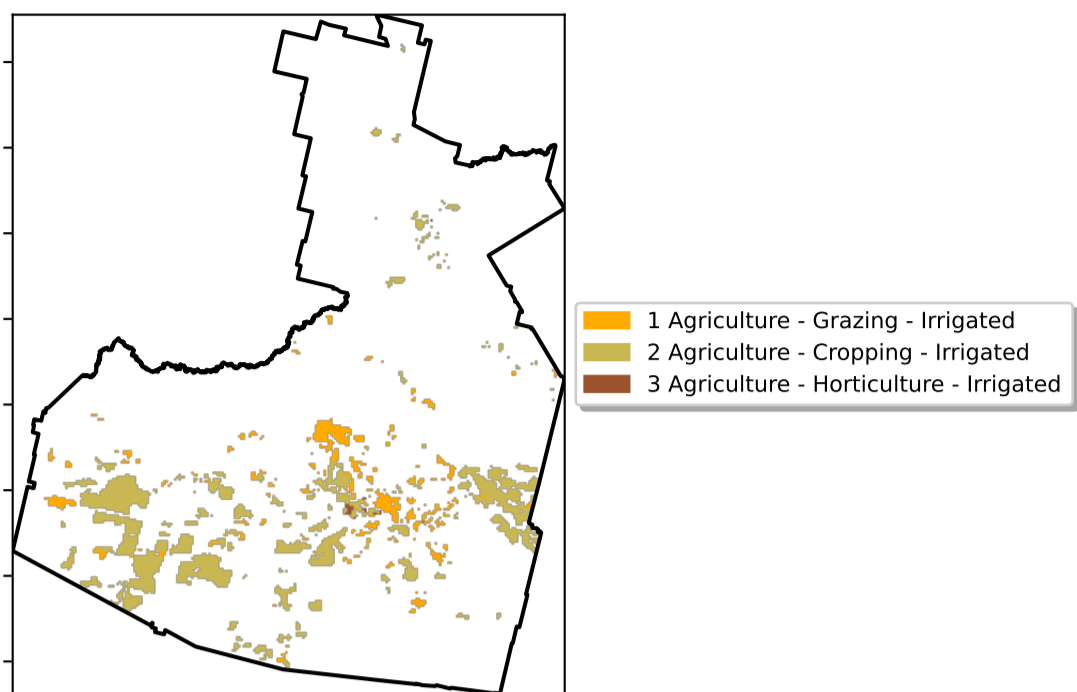 1 Agriculture - Grazing - Irrigated
2 Agriculture - Cropping - Irrigated
3 Agriculture - Horticulture - Irrigated